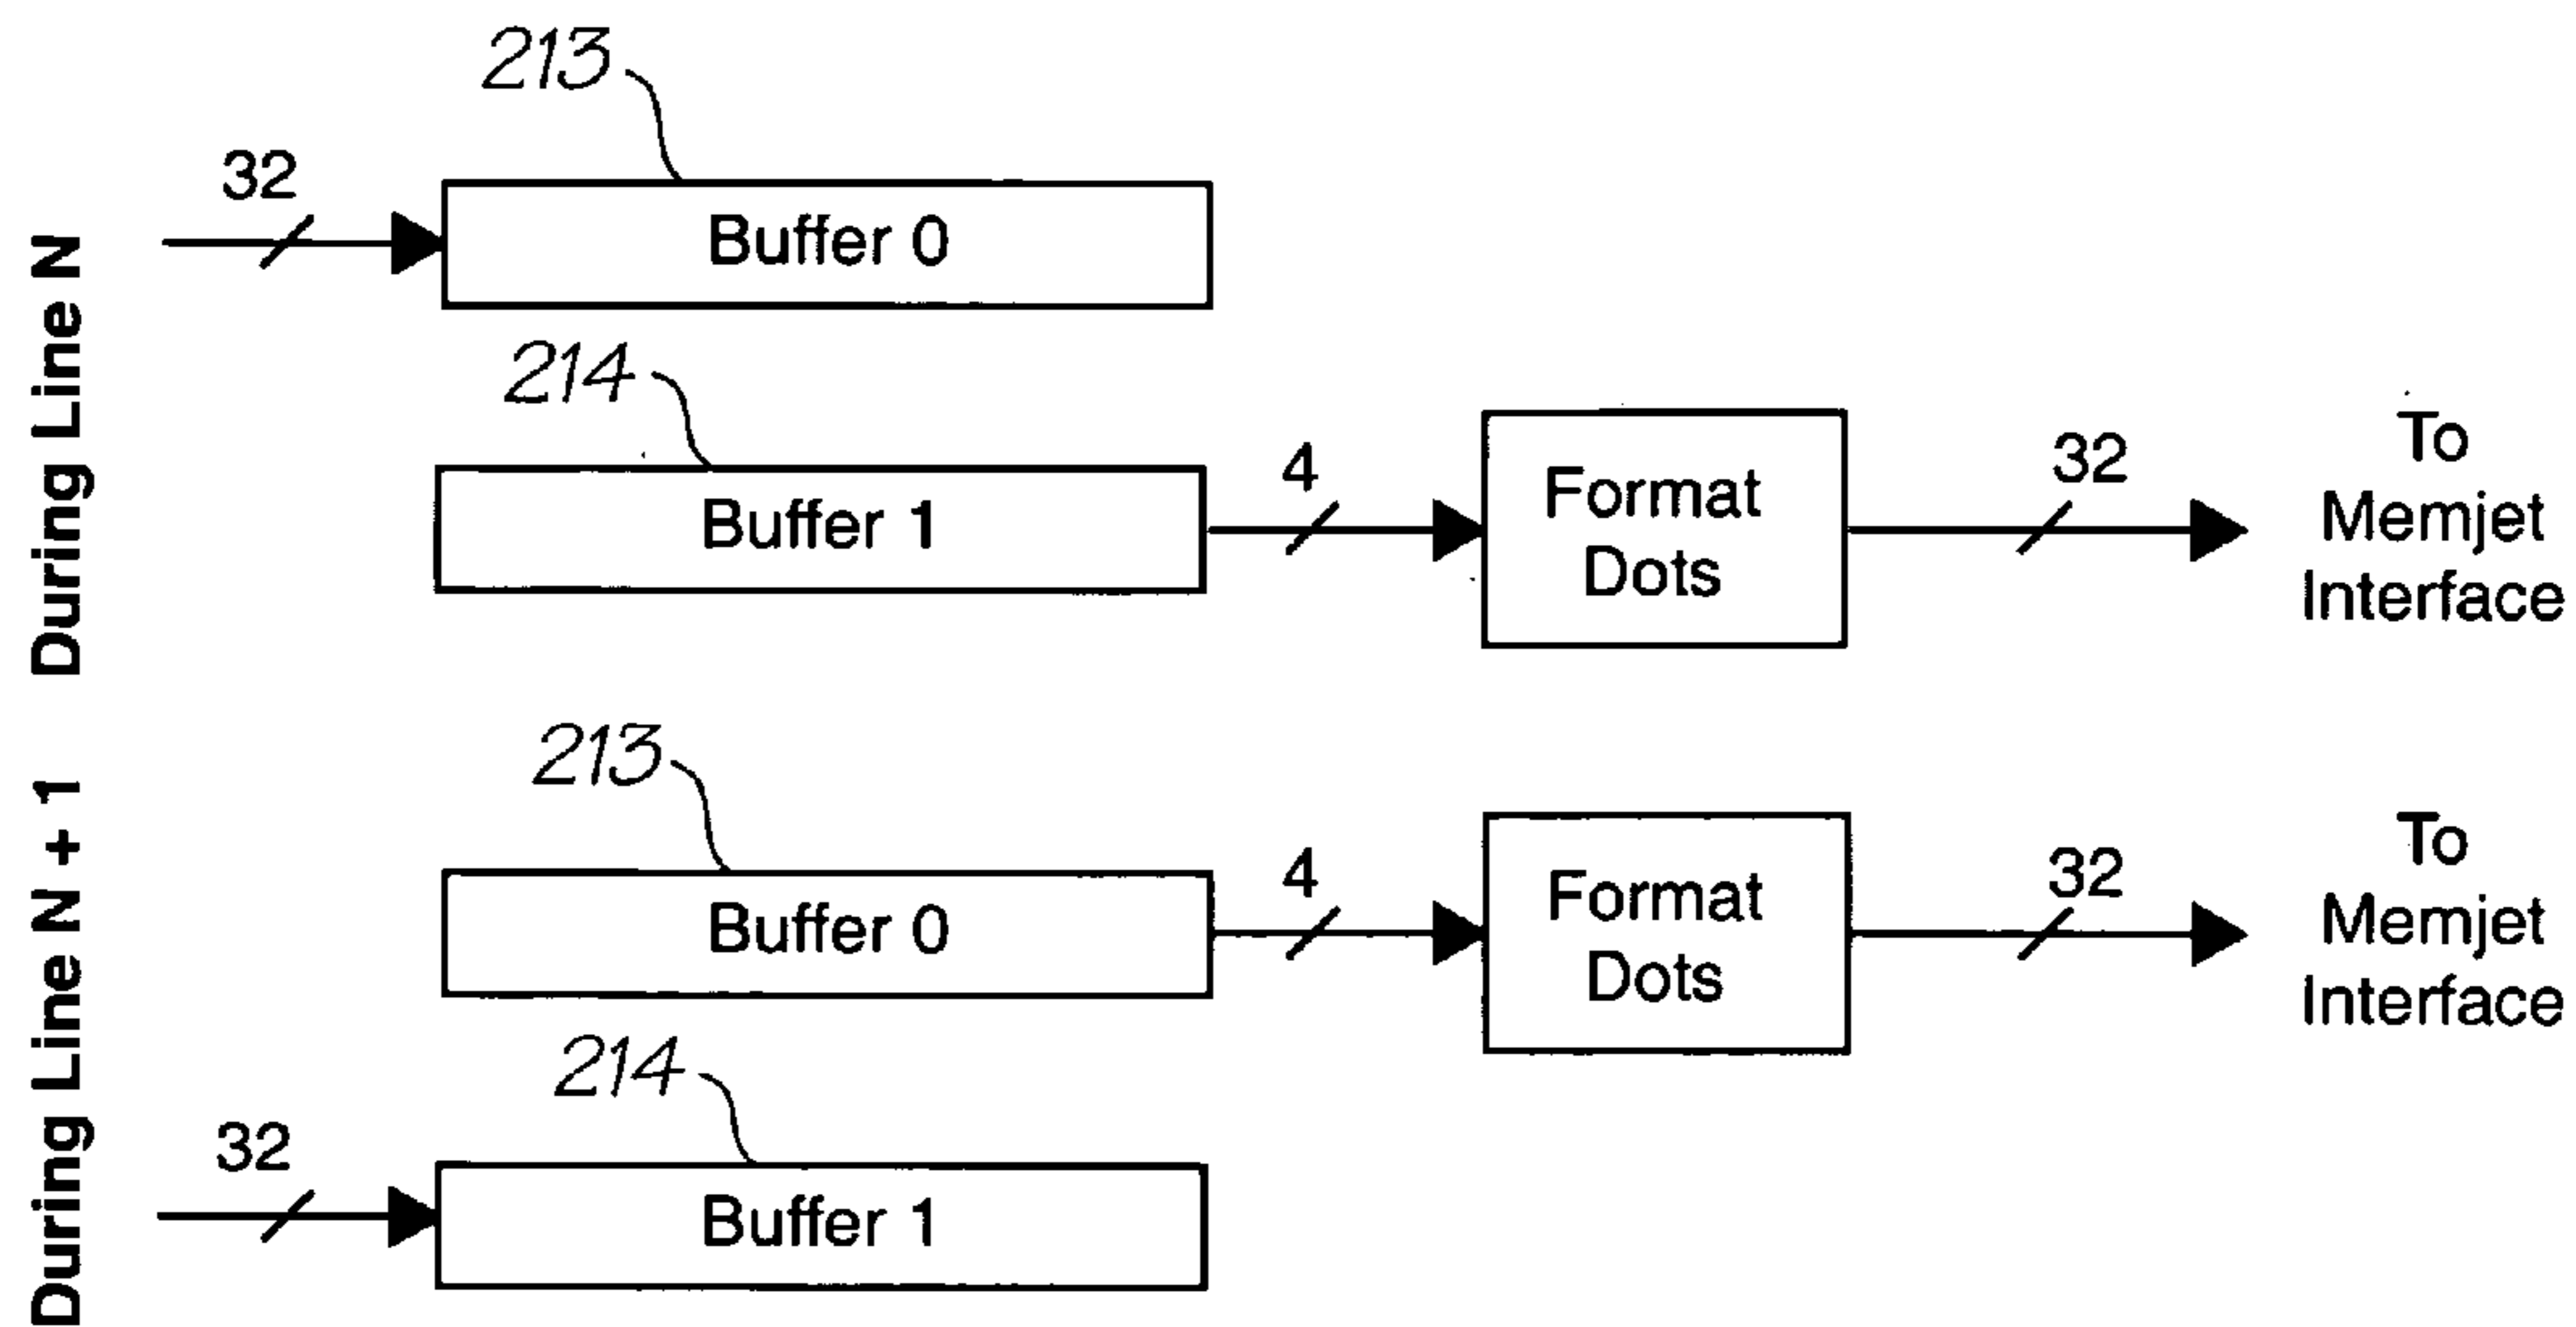 During Line N
213
32
Buffer 0
214
Buffer 1
4
Format
Dots
32
To
Memjet
Interface
During Line N + 1
213
Buffer 0
4
Format
Dots
32
To
Memjet
Interface
214
32
Buffer 1